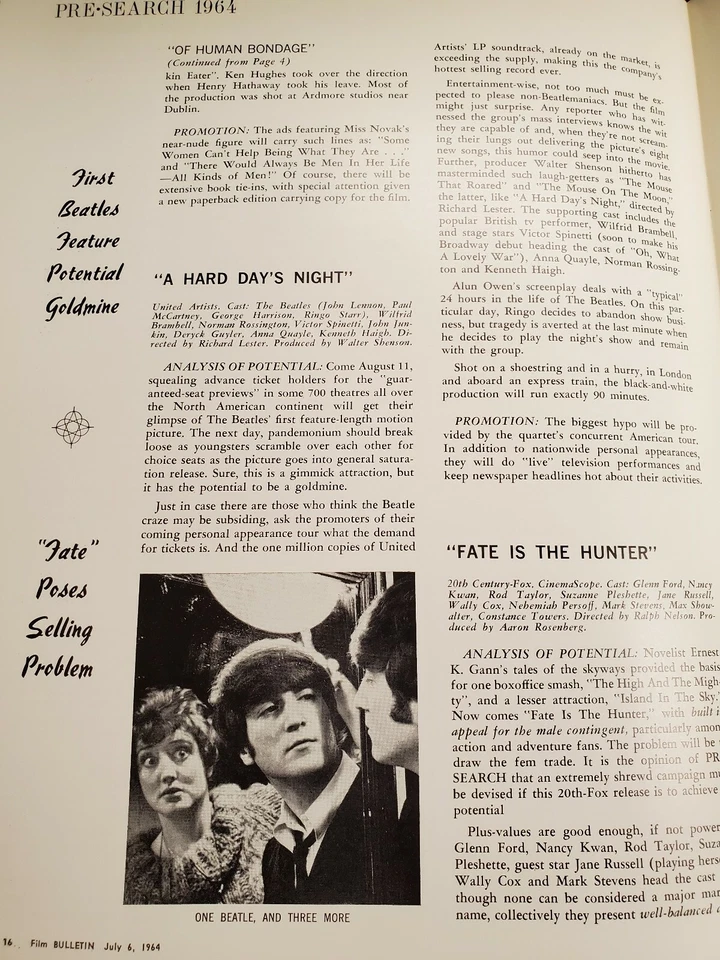 PRE•SEARCH 1964
"OF HUMAN BONDAGE"
(Continued from Page 4)
kin Eater". Ken Hughes took over the direction
when Henry Hathaway took his leave. Most of
the production was shot at Ardmore studios near
Dublin.
PROMOTION: The ads featuring Miss Novak's
near-nude figure will carry such lines as: "Some
Women Can't Help Being What They Are . . ."
and "There Would Always Be Men In Her Life
—All Kinds of Men!" Of course, there will be
extensive book tie-ins, with special attention given
a new paperback edition carrying copy for the film.
First
Beatles
Feature
Potential
Goldmine
"A HARD DAY'S NIGHT"
United Artists. Cast: The Beatles (John Lennon, Paul
McCartney, George Harrison, Ringo Starr), Wilfrid
Brambell, Norman Rossington, Victor Spinetti, John Jun-
kin, Deryck Guyler, Anna Quayle, Kenneth Haigh. Di-
rected by Richard Lester. Produced by Walter Shenson.
ANALYSIS OF POTENTIAL: Come August 11,
squealing advance ticket holders for the "guar-
anteed-seat previews" in some 700 theatres all over
the North American continent will get their
glimpse of The Beatles' first feature-length motion
picture. The next day, pandemonium should break
loose as youngsters scramble over each other for
choice seats as the picture goes into general satura-
tion release. Sure, this is a gimmick attraction, but
it has the potential to be a goldmine.
Just in case there are those who think the Beatle
craze may be subsiding, ask the promoters of their
coming personal appearance tour what the demand
for tickets is. And the one million copies of United
ONE BEATLE, AND THREE MORE
Artists' LP soundtrack, already on the market, is
exceeding the supply, making this the company's
hottest selling record ever.
Entertainment-wise, not too much must be ex-
pected to please non-Beatlemaniacs. But the film
might just surprise. Any reporter who has wit-
nessed the group's mass interviews knows the wit
they are capable of and, when they're not scream-
ing their lungs out delivering the picture's eight
new songs, this humor could seep into the movie.
Further, producer Walter Shenson hitherto has
masterminded such laugh-getters as "The Mouse
That Roared" and "The Mouse On The Moon,"
the latter, like "A Hard Day's Night," directed by
Richard Lester. The supporting cast includes the
popular British tv performer, Wilfrid Brambell,
and stage stars Victor Spinetti (soon to make his
Broadway debut heading the cast of "Oh, What
A Lovely War"), Anna Quayle, Norman Rossing-
ton and Kenneth Haigh.
Alun Owen's screenplay deals with a "typical"
24 hours in the life of The Beatles. On this par-
ticular day, Ringo decides to abandon show busi-
ness, but tragedy is averted at the last minute when
he decides to play the night's show and remain
with the group.
Shot on a shoestring and in a hurry, in London
and aboard an express train, the black-and-white
production will run exactly 90 minutes.
PROMOTION: The biggest hypo will be pro-
vided by the quartet's concurrent American tour.
In addition to nationwide personal appearances,
they will do "live" television performances and
keep newspaper headlines hot about their activities.
"Fate"
Poses
Selling
Problem
"FATE IS THE HUNTER"
20th Century-Fox. CinemaScope. Cast: Glenn Ford, Nancy
Kwan, Rod Taylor, Suzanne Pleshette, Jane Russell,
Wally Cox, Nehemiah Persoff, Mark Stevens, Max Show-
alter, Constance Towers. Directed by Ralph Nelson. Pro-
duced by Aaron Rosenberg.
ANALYSIS OF POTENTIAL: Novelist Ernest
K. Gann's tales of the skyways provided the basis
for one boxoffice smash, "The High And The Migh-
ty", and a lesser attraction, "Island In The Sky."
Now comes "Fate Is The Hunter," with built i
appeal for the male contingent, particularly amon
action and adventure fans. The problem will be
draw the fem trade. It is the opinion of PR
SEARCH that an extremely shrewd campaign mu
be devised if this 20th-Fox release is to achieve
potential
Plus-values are good enough, if not power
Glenn Ford, Nancy Kwan, Rod Taylor, Suza
Pleshette, guest star Jane Russell (playing herse
Wally Cox and Mark Stevens head the cast
though none can be considered a major mar
name, collectively they present well-balanced
16 Film BULLETIN July 6, 1964